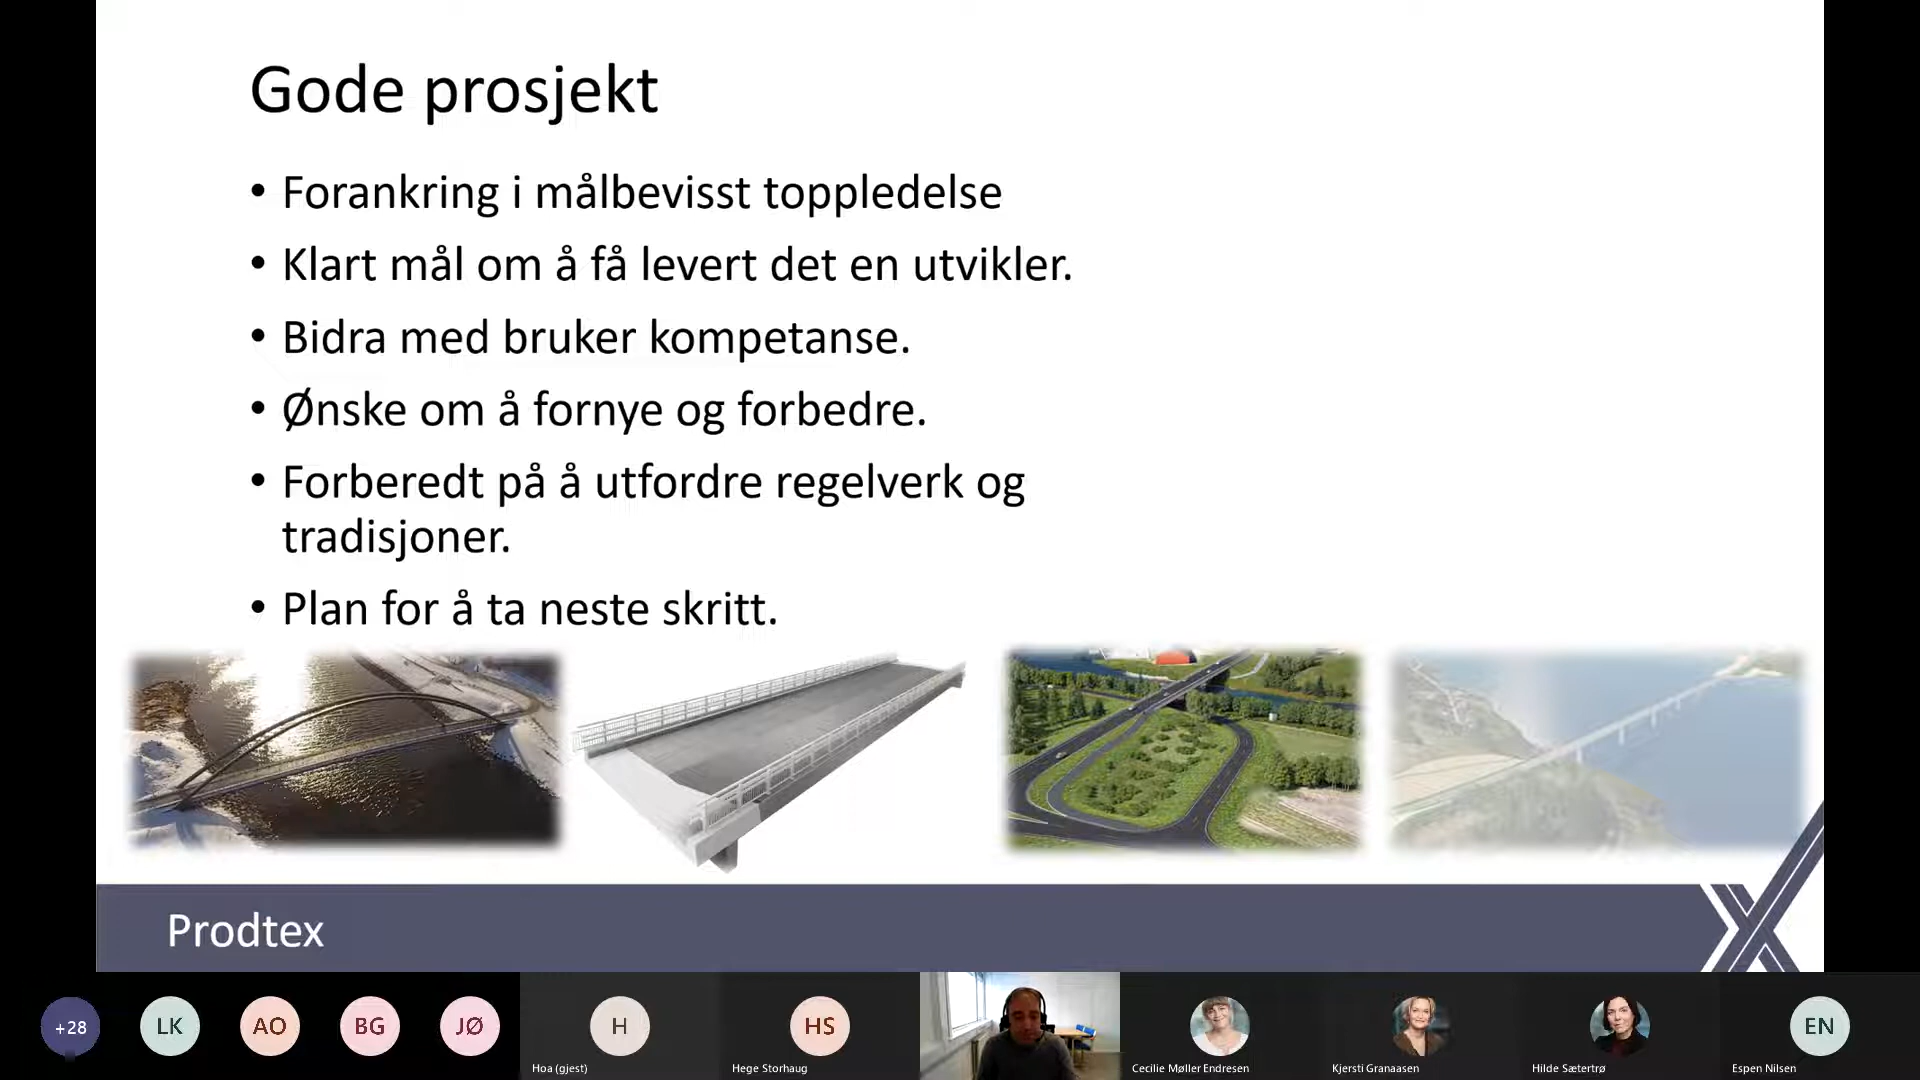 Gode prosjekt
• Forankring i målbevisst toppledelse
• Klart mål om å få levert det en utvikler.
• Bidra med bruker kompetanse.
• Ønske om å fornye og forbedre.
• Forberedt på å utfordre regelverk og
tradisjoner.
• Plan for å ta neste skritt.
Prodtex
+28
LK
AO
BG
JØ
H
HS
EN
Hoa (gjest)
Hege Storhaug
Cecilie Møller Endresen
Kjersti Granaasen
Hilde Sætertrø
Espen Nilsen